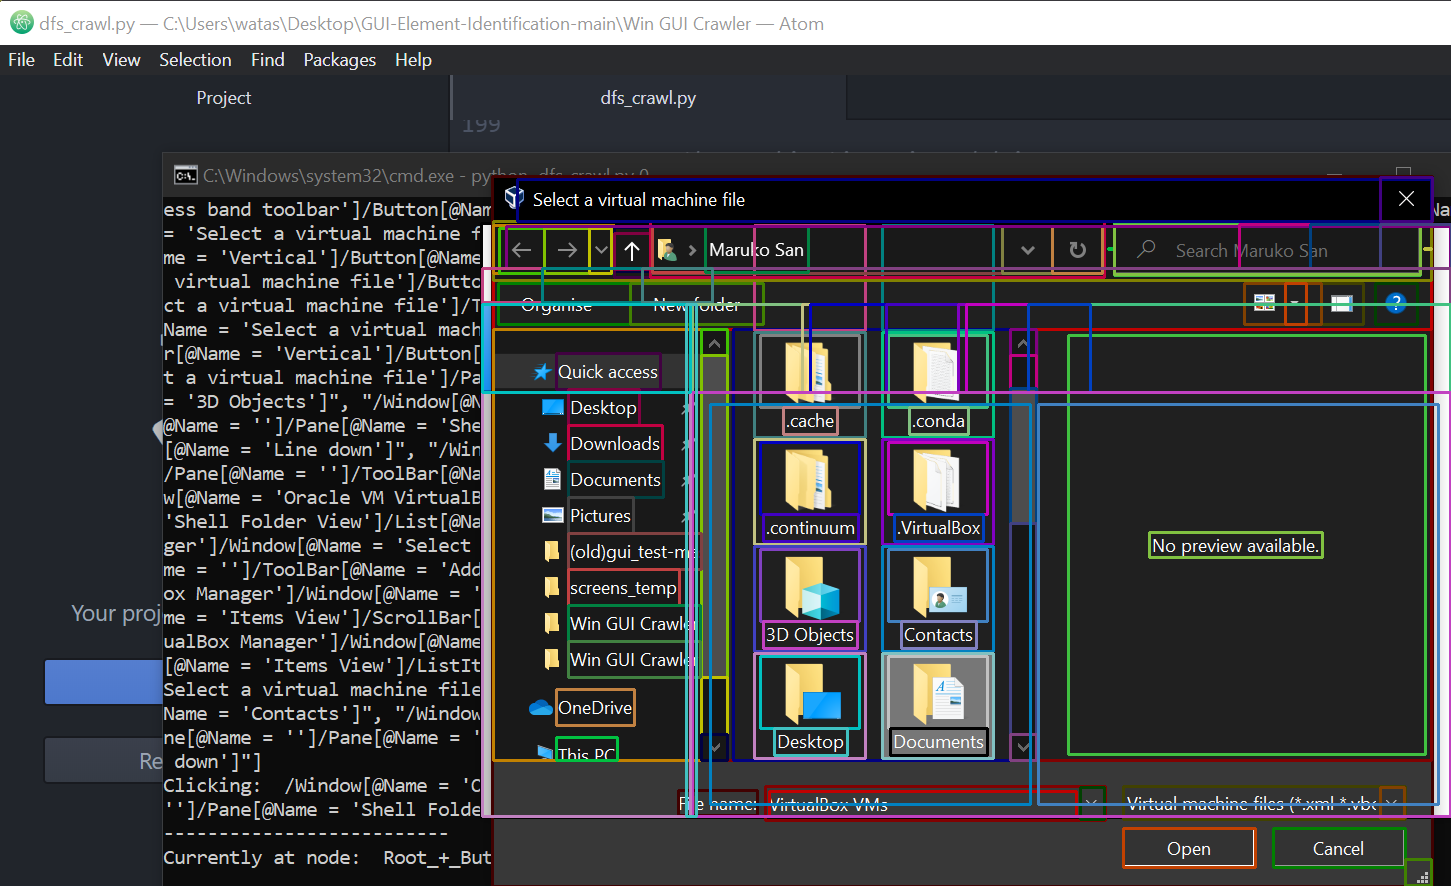 dfs_crawl.py — C:\Users\watas\Desktop\GUI-Element-Identification-main\Win GUI Crawler — Atom
File Edit View Selection Find Packages Help
Project
dfs_crawl.py
199
C:\Windows\system32\cmd.exe - python dfs_crawl.py 0
ess band toolbar']/Button[@Nam
= 'Select a virtual machine f
me = 'Vertical']/Button[@Name
virtual machine file']/Butto
ct a virtual machine file']/T
Name = 'Select a virtual mach
r[@Name = 'Vertical']/Button[
t a virtual machine file']/Pa
= '3D Objects']", "/Window[@N
@Name = '']/Pane[@Name = 'She
[@Name = 'Line down']", "/Win
/Pane[@Name = '']/ToolBar[@Na
w[@Name = 'Oracle VM VirtualB
'Shell Folder View']/List[@Na
ger']/Window[@Name = 'Select
me = '']/ToolBar[@Name = 'Add
ox Manager']/Window[@Name = '
me = 'Items View']/ScrollBar[
ualBox Manager']/Window[@Name
[@Name = 'Items View']/ListIt
Select a virtual machine file
Name = 'Contacts']", "/Window
ne[@Name = '']/Pane[@Name = '
down']"]
Clicking:  /Window[@Name = 'O
'']/Pane[@Name = 'Shell Folde
---------------------------
Currently at node:  Root_+_But
Your proj
Re
Select a virtual machine file
Maruko San
Search Maruko San
Organise
New folder
Quick access
Desktop
Downloads
Documents
Pictures
(old)gui_test-ma
screens_temp
Win GUI Crawler
Win GUI Crawler
OneDrive
This PC
.cache
.conda
.continuum
.VirtualBox
3D Objects
Contacts
Desktop
Documents
No preview available.
File name:
VirtualBox VMs
Virtual machine files (*.xml *.vbo
Open
Cancel